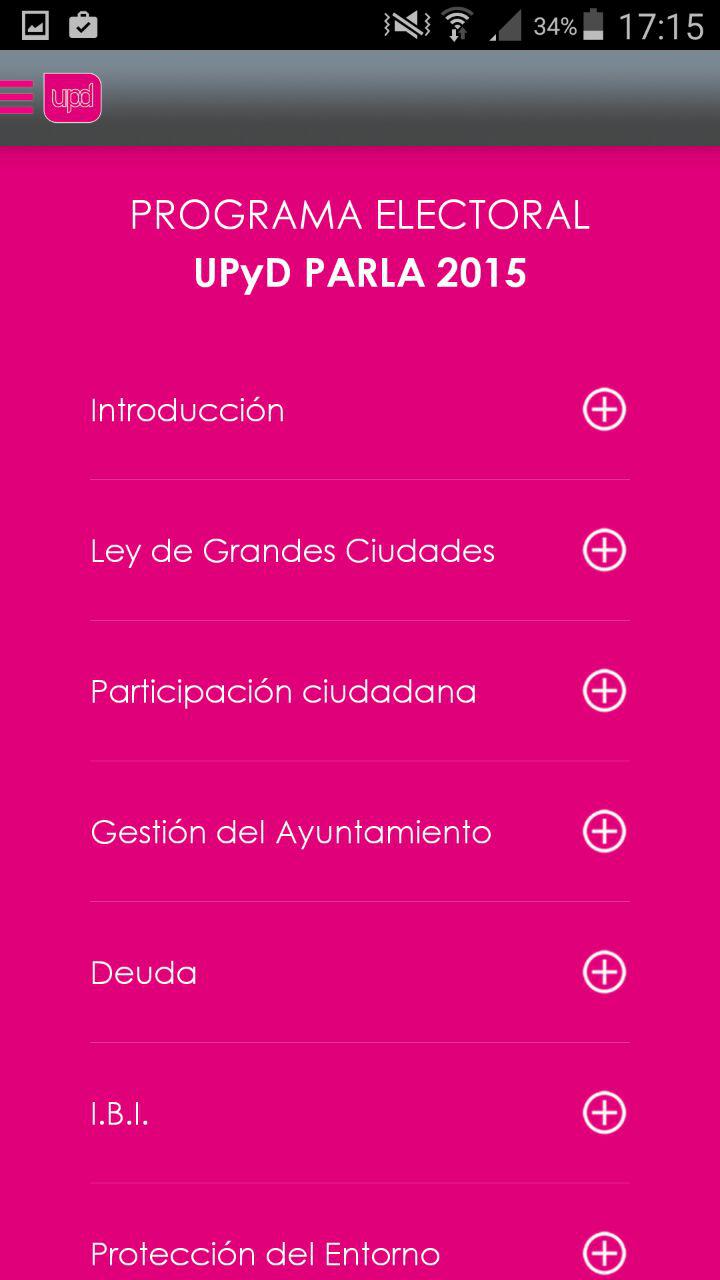 34% 17:15
upd
PROGRAMA ELECTORAL
UPyD PARLA 2015
Introducción
Ley de Grandes Ciudades
Participación ciudadana
Gestión del Ayuntamiento
Deuda
I.B.I.
Protección del Entorno